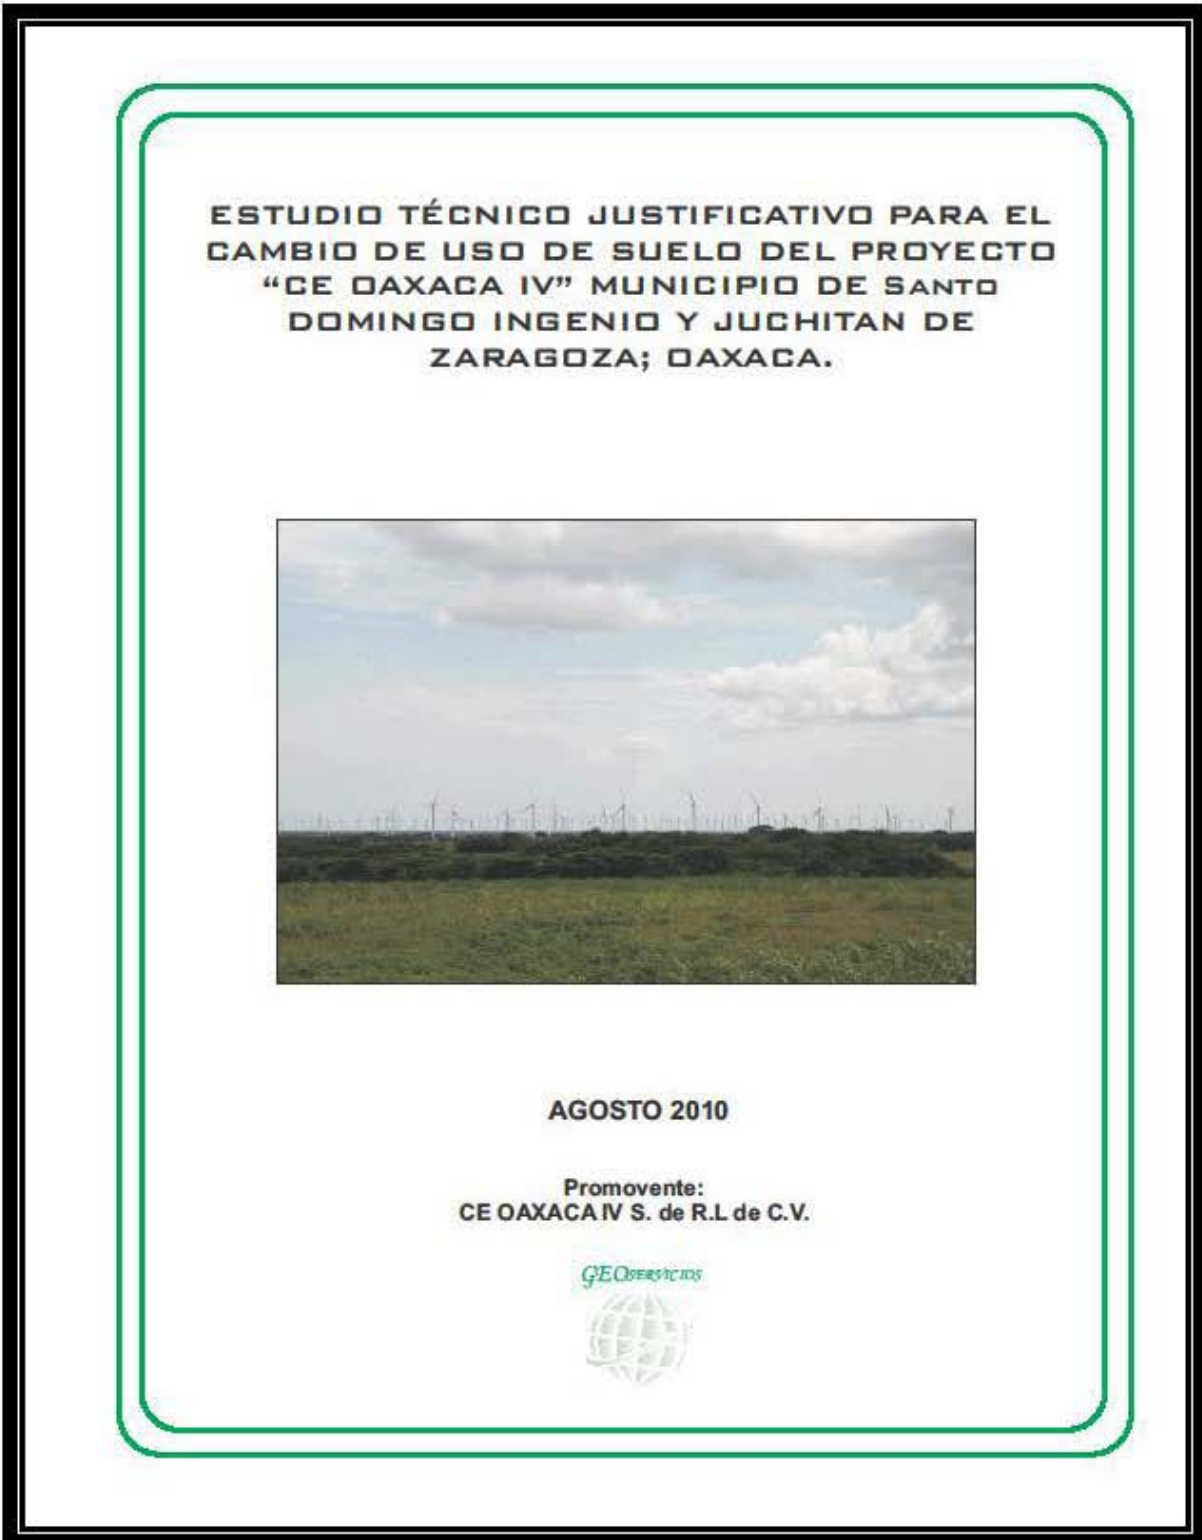 ESTUDIO TÉCNICO JUSTIFICATIVO PARA EL
CAMBIO DE USO DE SUELO DEL PROYECTO
“CE OAXACA IV” MUNICIPIO DE SANTO
DOMINGO INGENIO Y JUCHITAN DE
ZARAGOZA; OAXACA.
AGOSTO 2010
Promovente:
CE OAXACA IV S. de R.L de C.V.
GEOSERVICIOS